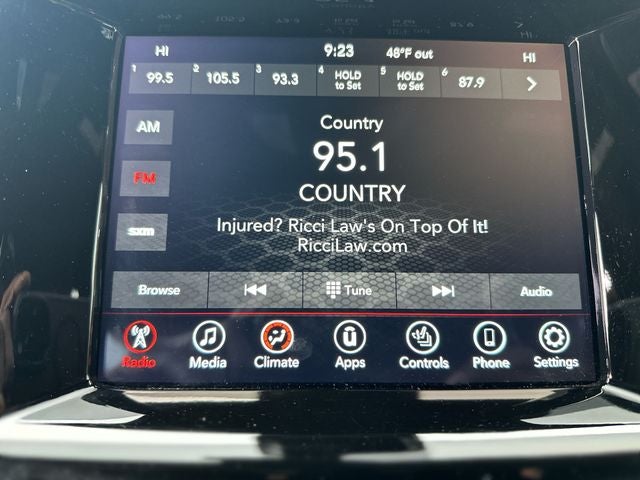 HI 9:23 48°F out HI
1 99.5 2 105.5 3 93.3 4 HOLD 5 HOLD 6 87.9
to Set to Set
AM
FM
sxm
Country
95.1
COUNTRY
Injured? Ricci Law's On Top Of It!
RicciLaw.com
Browse Tune Audio
Radio Media Climate Apps Controls Phone Settings